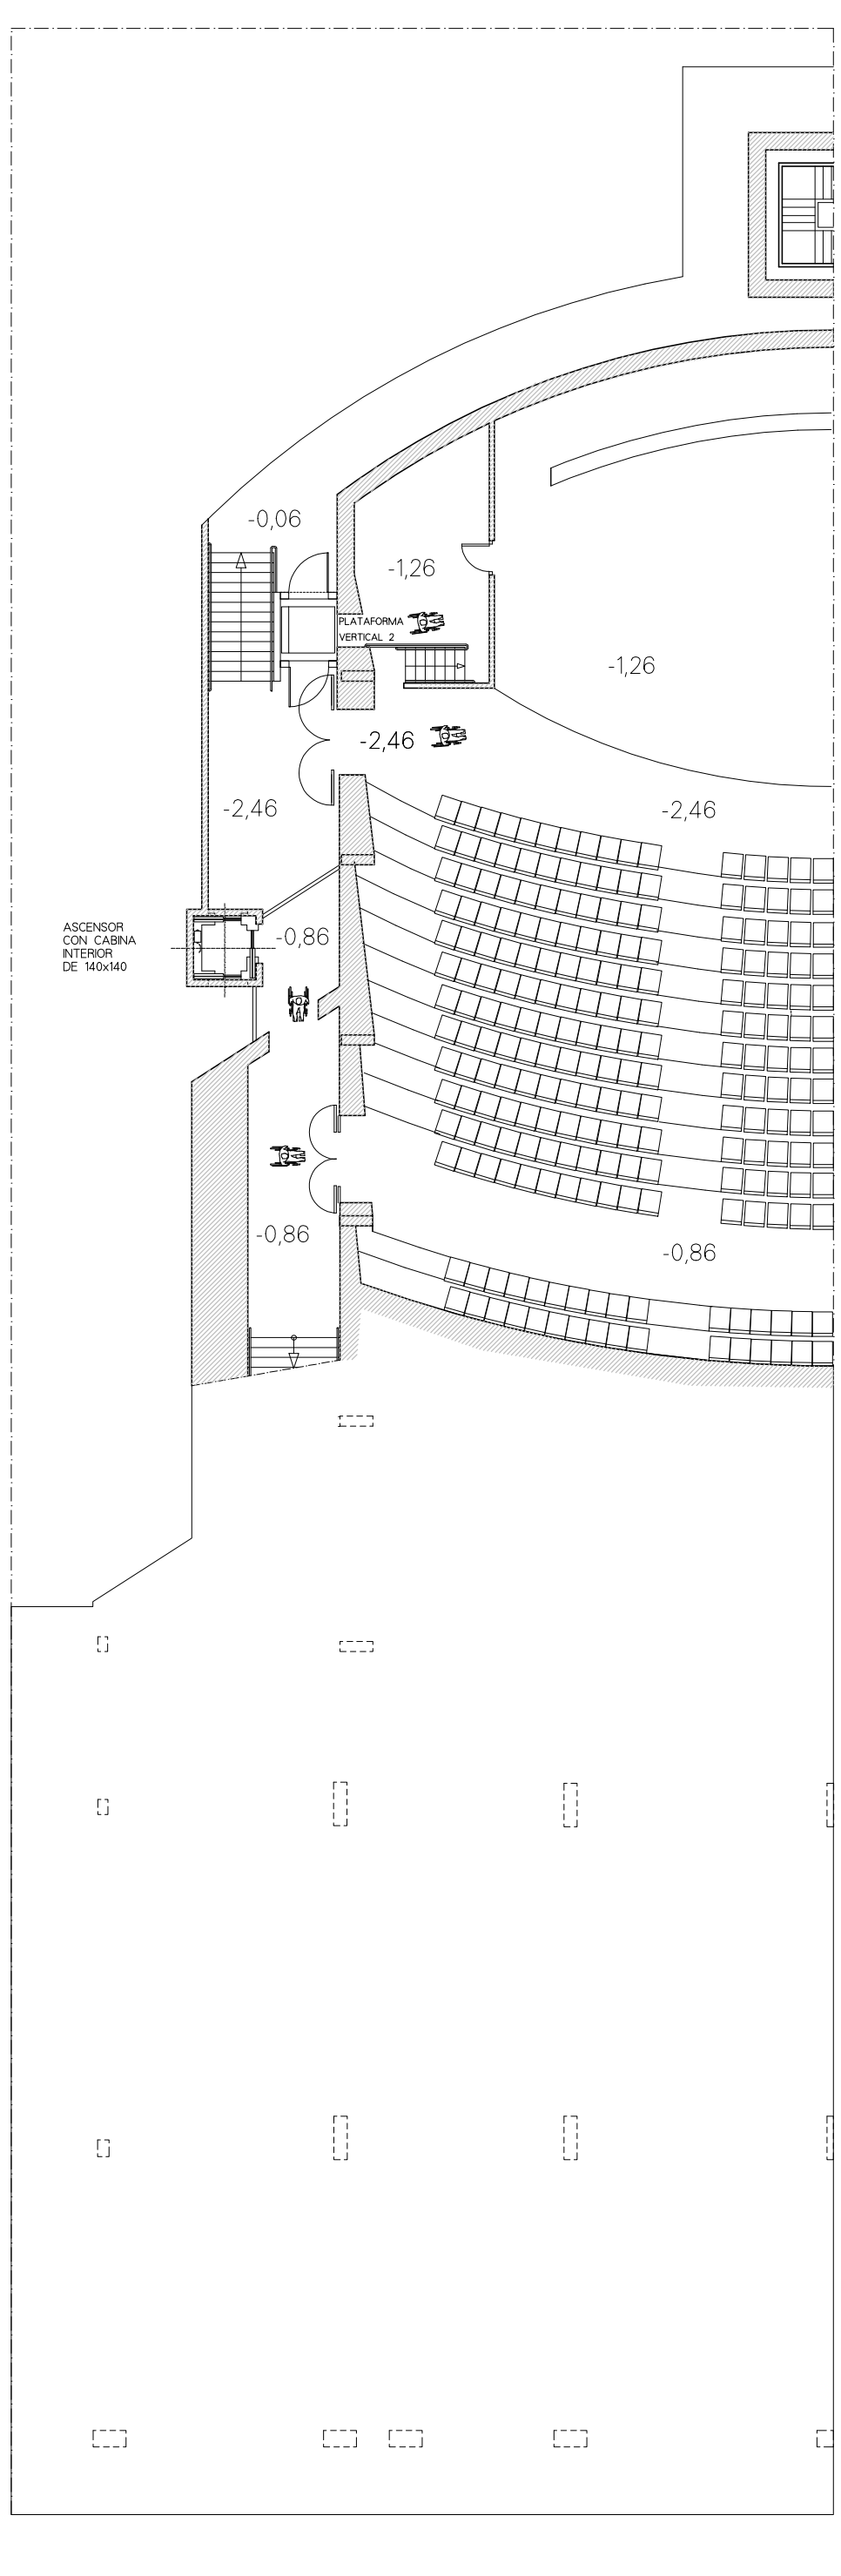 -0,06
-1,26
PLATAFORMA
VERTICAL 2
-1,26
-2,46
-2,46
-2,46
ASCENSOR
CON CABINA
INTERIOR
DE 140x140
-0,86
-0,86
-0,86